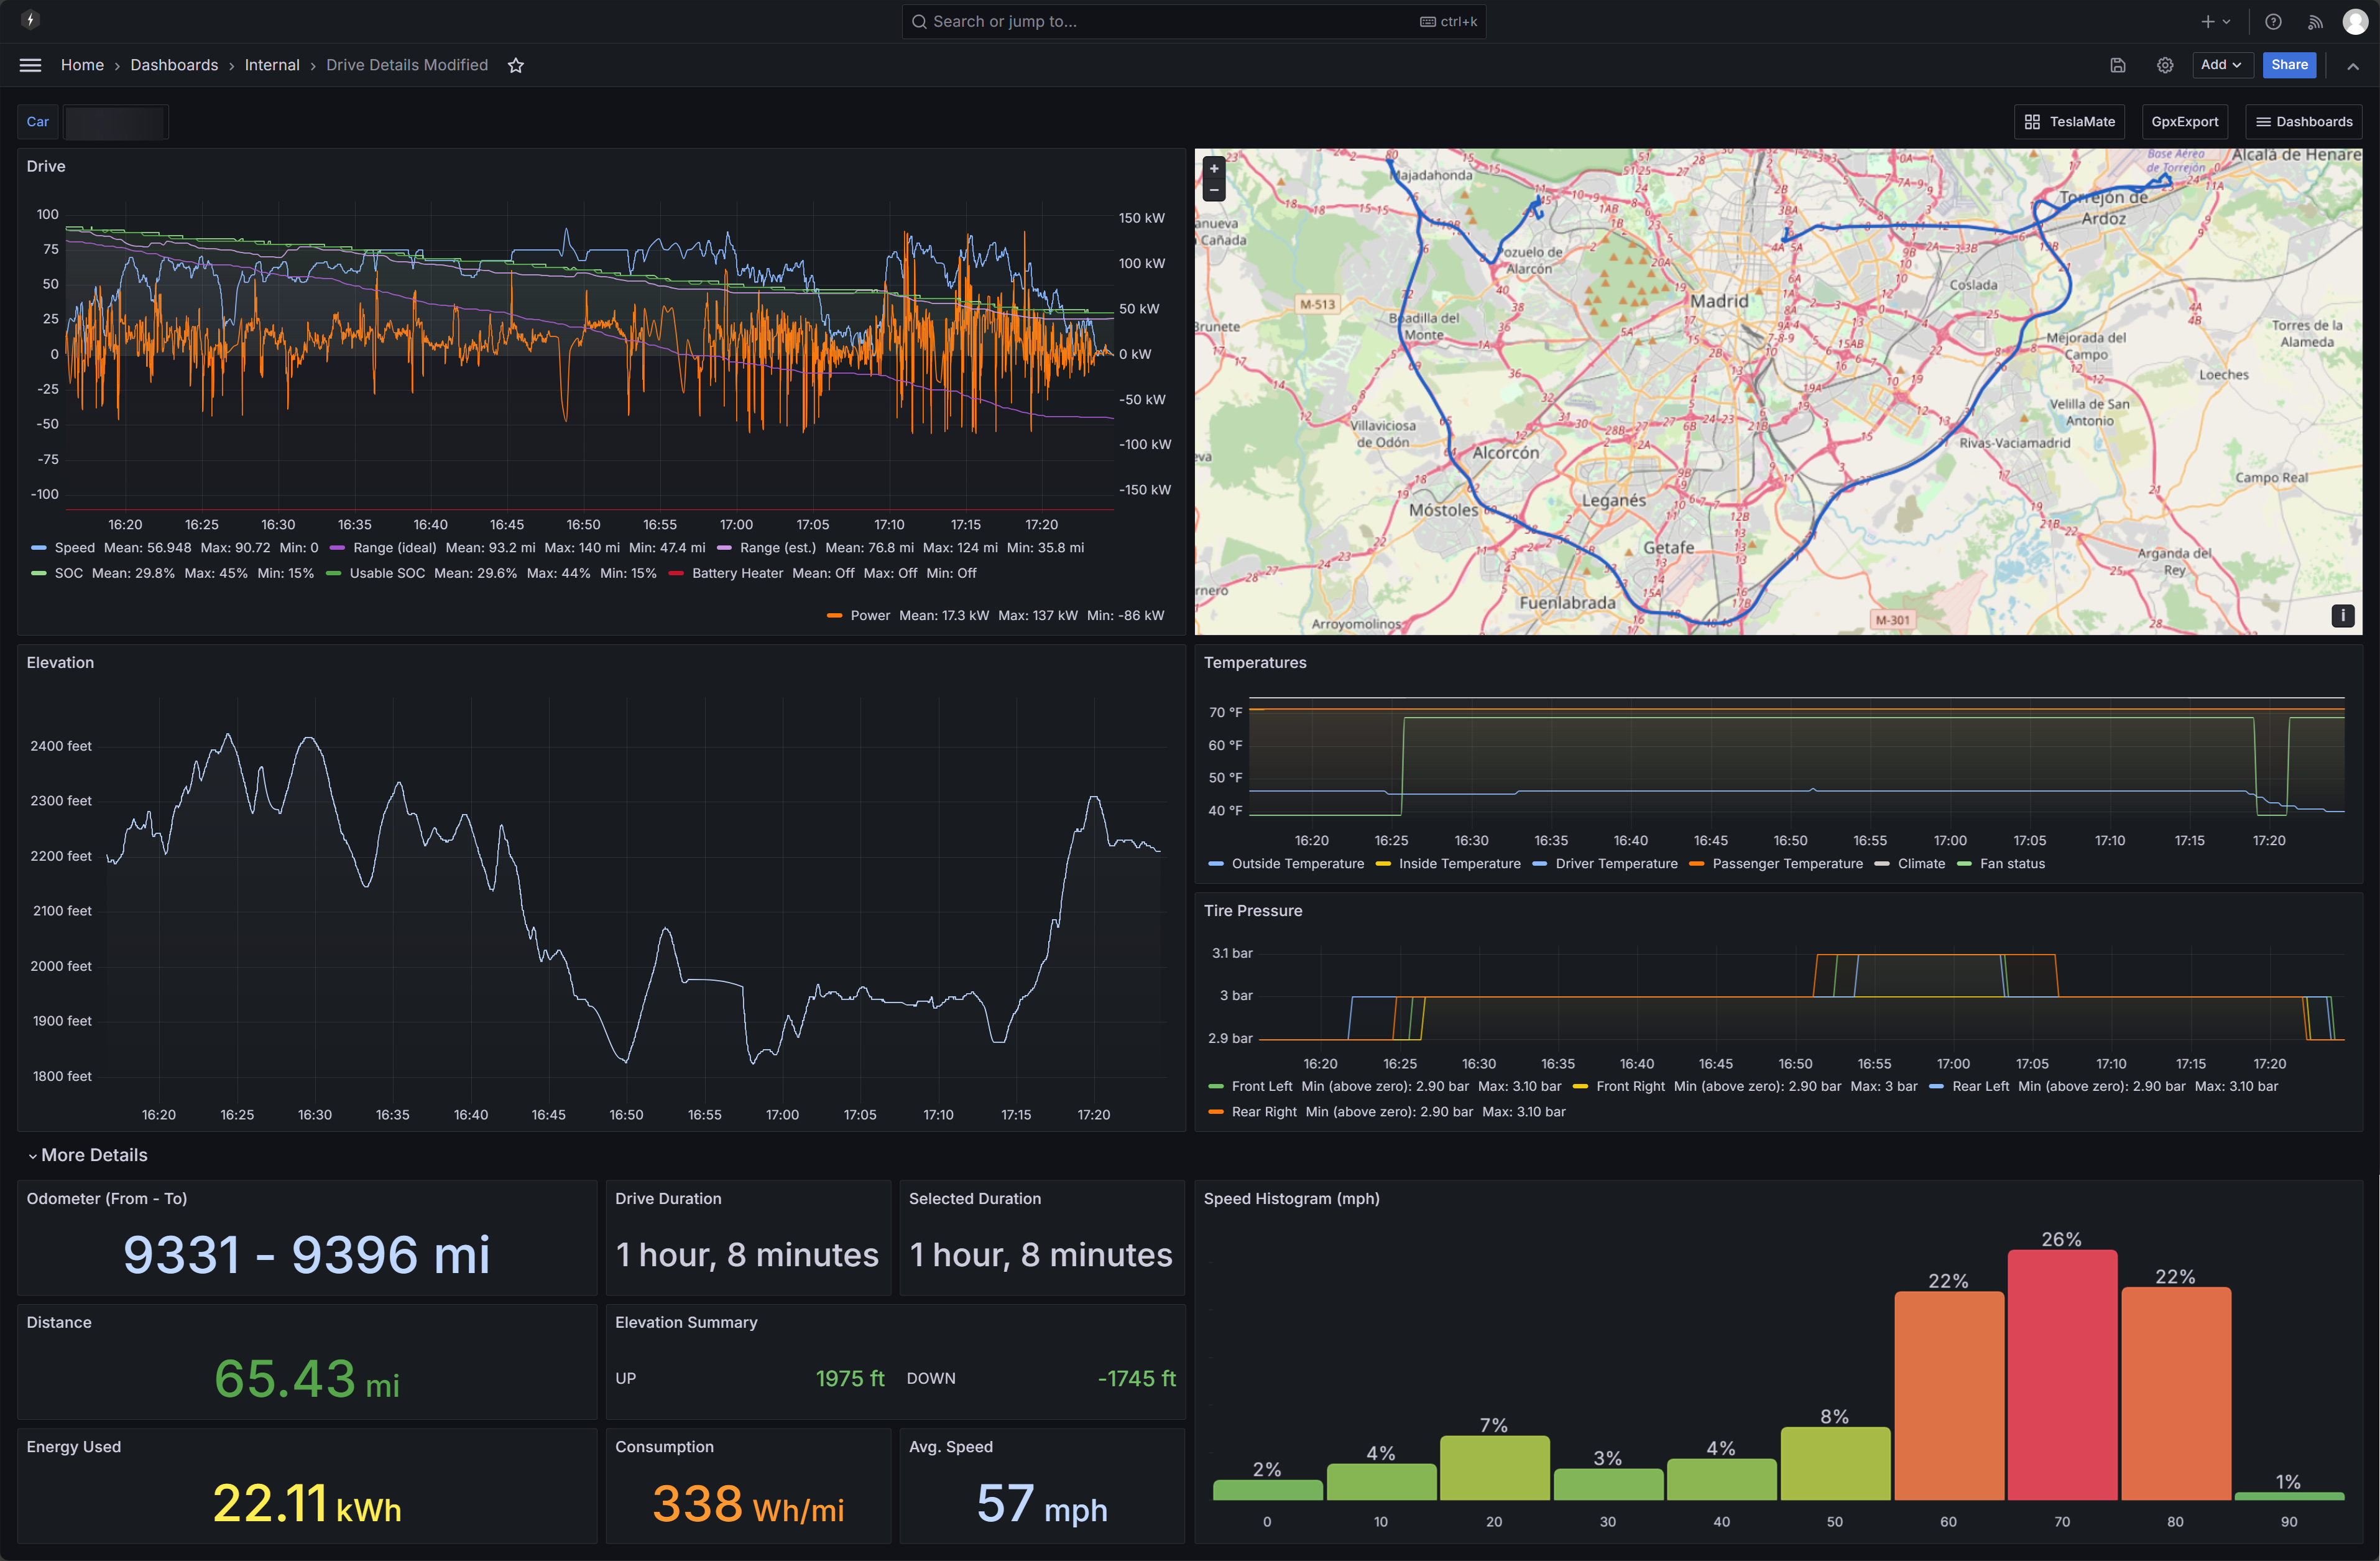 Search or jump to... ctrl+k
Home › Dashboards › Internal › Drive Details Modified
Add
Share
Car
TeslaMate
GpxExport
Dashboards
Drive
100
75
50
25
0
-25
-50
-75
-100
150 kW
100 kW
50 kW
0 kW
-50 kW
-100 kW
-150 kW
16:20 16:25 16:30 16:35 16:40 16:45 16:50 16:55 17:00 17:05 17:10 17:15 17:20
Speed Mean: 56.948 Max: 90.72 Min: 0 Range (ideal) Mean: 93.2 mi Max: 140 mi Min: 47.4 mi Range (est.) Mean: 76.8 mi Max: 124 mi Min: 35.8 mi
SOC Mean: 29.8% Max: 45% Min: 15% Usable SOC Mean: 29.6% Max: 44% Min: 15% Battery Heater Mean: Off Max: Off Min: Off
Power Mean: 17.3 kW Max: 137 kW Min: -86 kW
+
−
Majadahonda
Base Aérea
de Torrejón
Alcalá de Henare
Torrejón de
Ardoz
Pozuelo de
Alarcón
Coslada
M-513
Madrid
Boadilla del
Monte
Brunete
Mejorada del
Campo
Torres de la
Alameda
Loeches
Velilla de San
Antonio
Villaviciosa
de Odón
Rivas-Vaciamadrid
Alcorcón
Campo Real
Leganés
Móstoles
Getafe
Arganda del
Rey
Fuenlabrada
Arroyomolinos
M-301
i
Elevation
2400 feet
2300 feet
2200 feet
2100 feet
2000 feet
1900 feet
1800 feet
16:20 16:25 16:30 16:35 16:40 16:45 16:50 16:55 17:00 17:05 17:10 17:15 17:20
Temperatures
70 °F
60 °F
50 °F
40 °F
16:20 16:25 16:30 16:35 16:40 16:45 16:50 16:55 17:00 17:05 17:10 17:15 17:20
Outside Temperature Inside Temperature Driver Temperature Passenger Temperature Climate Fan status
Tire Pressure
3.1 bar
3 bar
2.9 bar
16:20 16:25 16:30 16:35 16:40 16:45 16:50 16:55 17:00 17:05 17:10 17:15 17:20
Front Left Min (above zero): 2.90 bar Max: 3.10 bar Front Right Min (above zero): 2.90 bar Max: 3 bar Rear Left Min (above zero): 2.90 bar Max: 3.10 bar
Rear Right Min (above zero): 2.90 bar Max: 3.10 bar
More Details
Odometer (From - To)
9331 - 9396 mi
Drive Duration
1 hour, 8 minutes
Selected Duration
1 hour, 8 minutes
Distance
65.43 mi
Elevation Summary
UP 1975 ft DOWN -1745 ft
Energy Used
22.11 kWh
Consumption
338 Wh/mi
Avg. Speed
57 mph
Speed Histogram (mph)
2% 4% 7% 3% 4% 8% 22% 26% 22% 1%
0 10 20 30 40 50 60 70 80 90